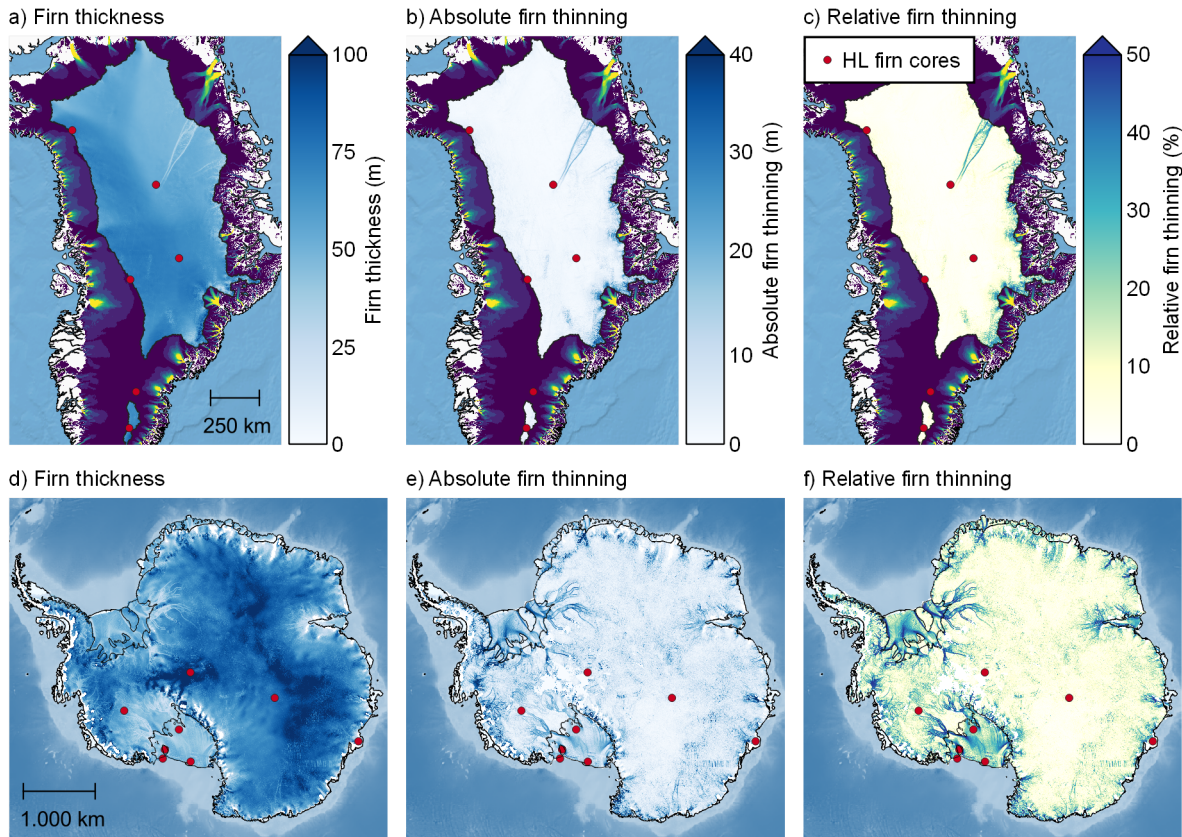 a) Firn thickness
b) Absolute firn thinning
c) Relative firn thinning
100
75
50
25
0
Firn thickness (m)
250 km
40
30
20
10
0
Absolute firn thinning (m)
HL firn cores
50
40
30
20
10
0
Relative firn thinning (%)
d) Firn thickness
e) Absolute firn thinning
f) Relative firn thinning
1.000 km